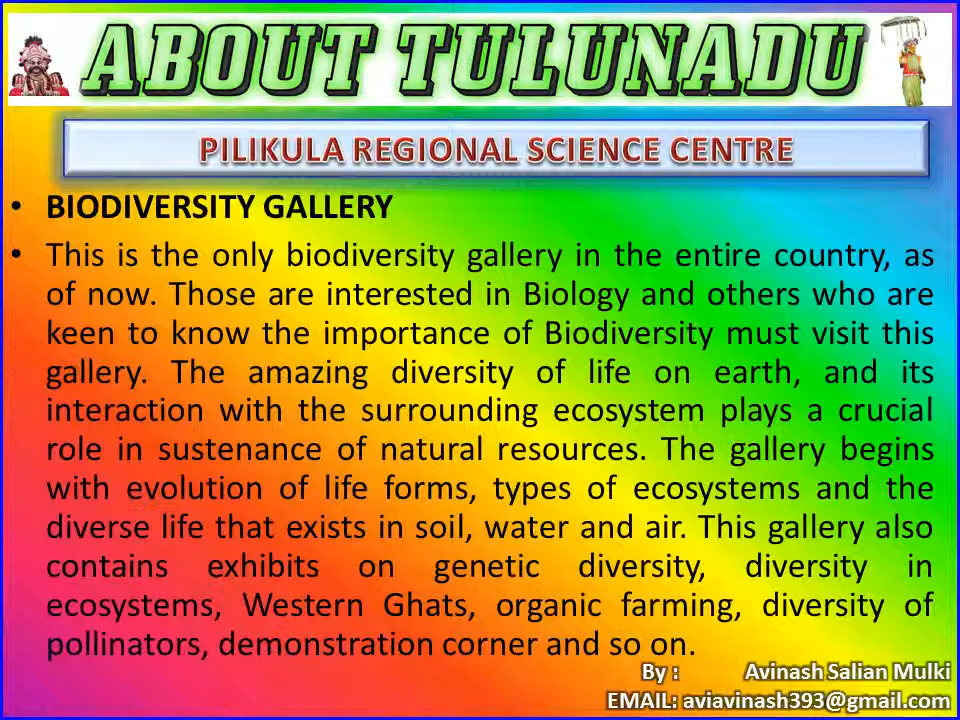 ABOUT TULUNADU
PILIKULA REGIONAL SCIENCE CENTRE
• BIODIVERSITY GALLERY
• This is the only biodiversity gallery in the entire country, as
of now. Those are interested in Biology and others who are
keen to know the importance of Biodiversity must visit this
gallery. The amazing diversity of life on earth, and its
interaction with the surrounding ecosystem plays a crucial
role in sustenance of natural resources. The gallery begins
with evolution of life forms, types of ecosystems and the
diverse life that exists in soil, water and air. This gallery also
contains exhibits on genetic diversity, diversity in
ecosystems, Western Ghats, organic farming, diversity of
pollinators, demonstration corner and so on.
By : Avinash Salian Mulki
EMAIL: aviavinash393@gmail.com